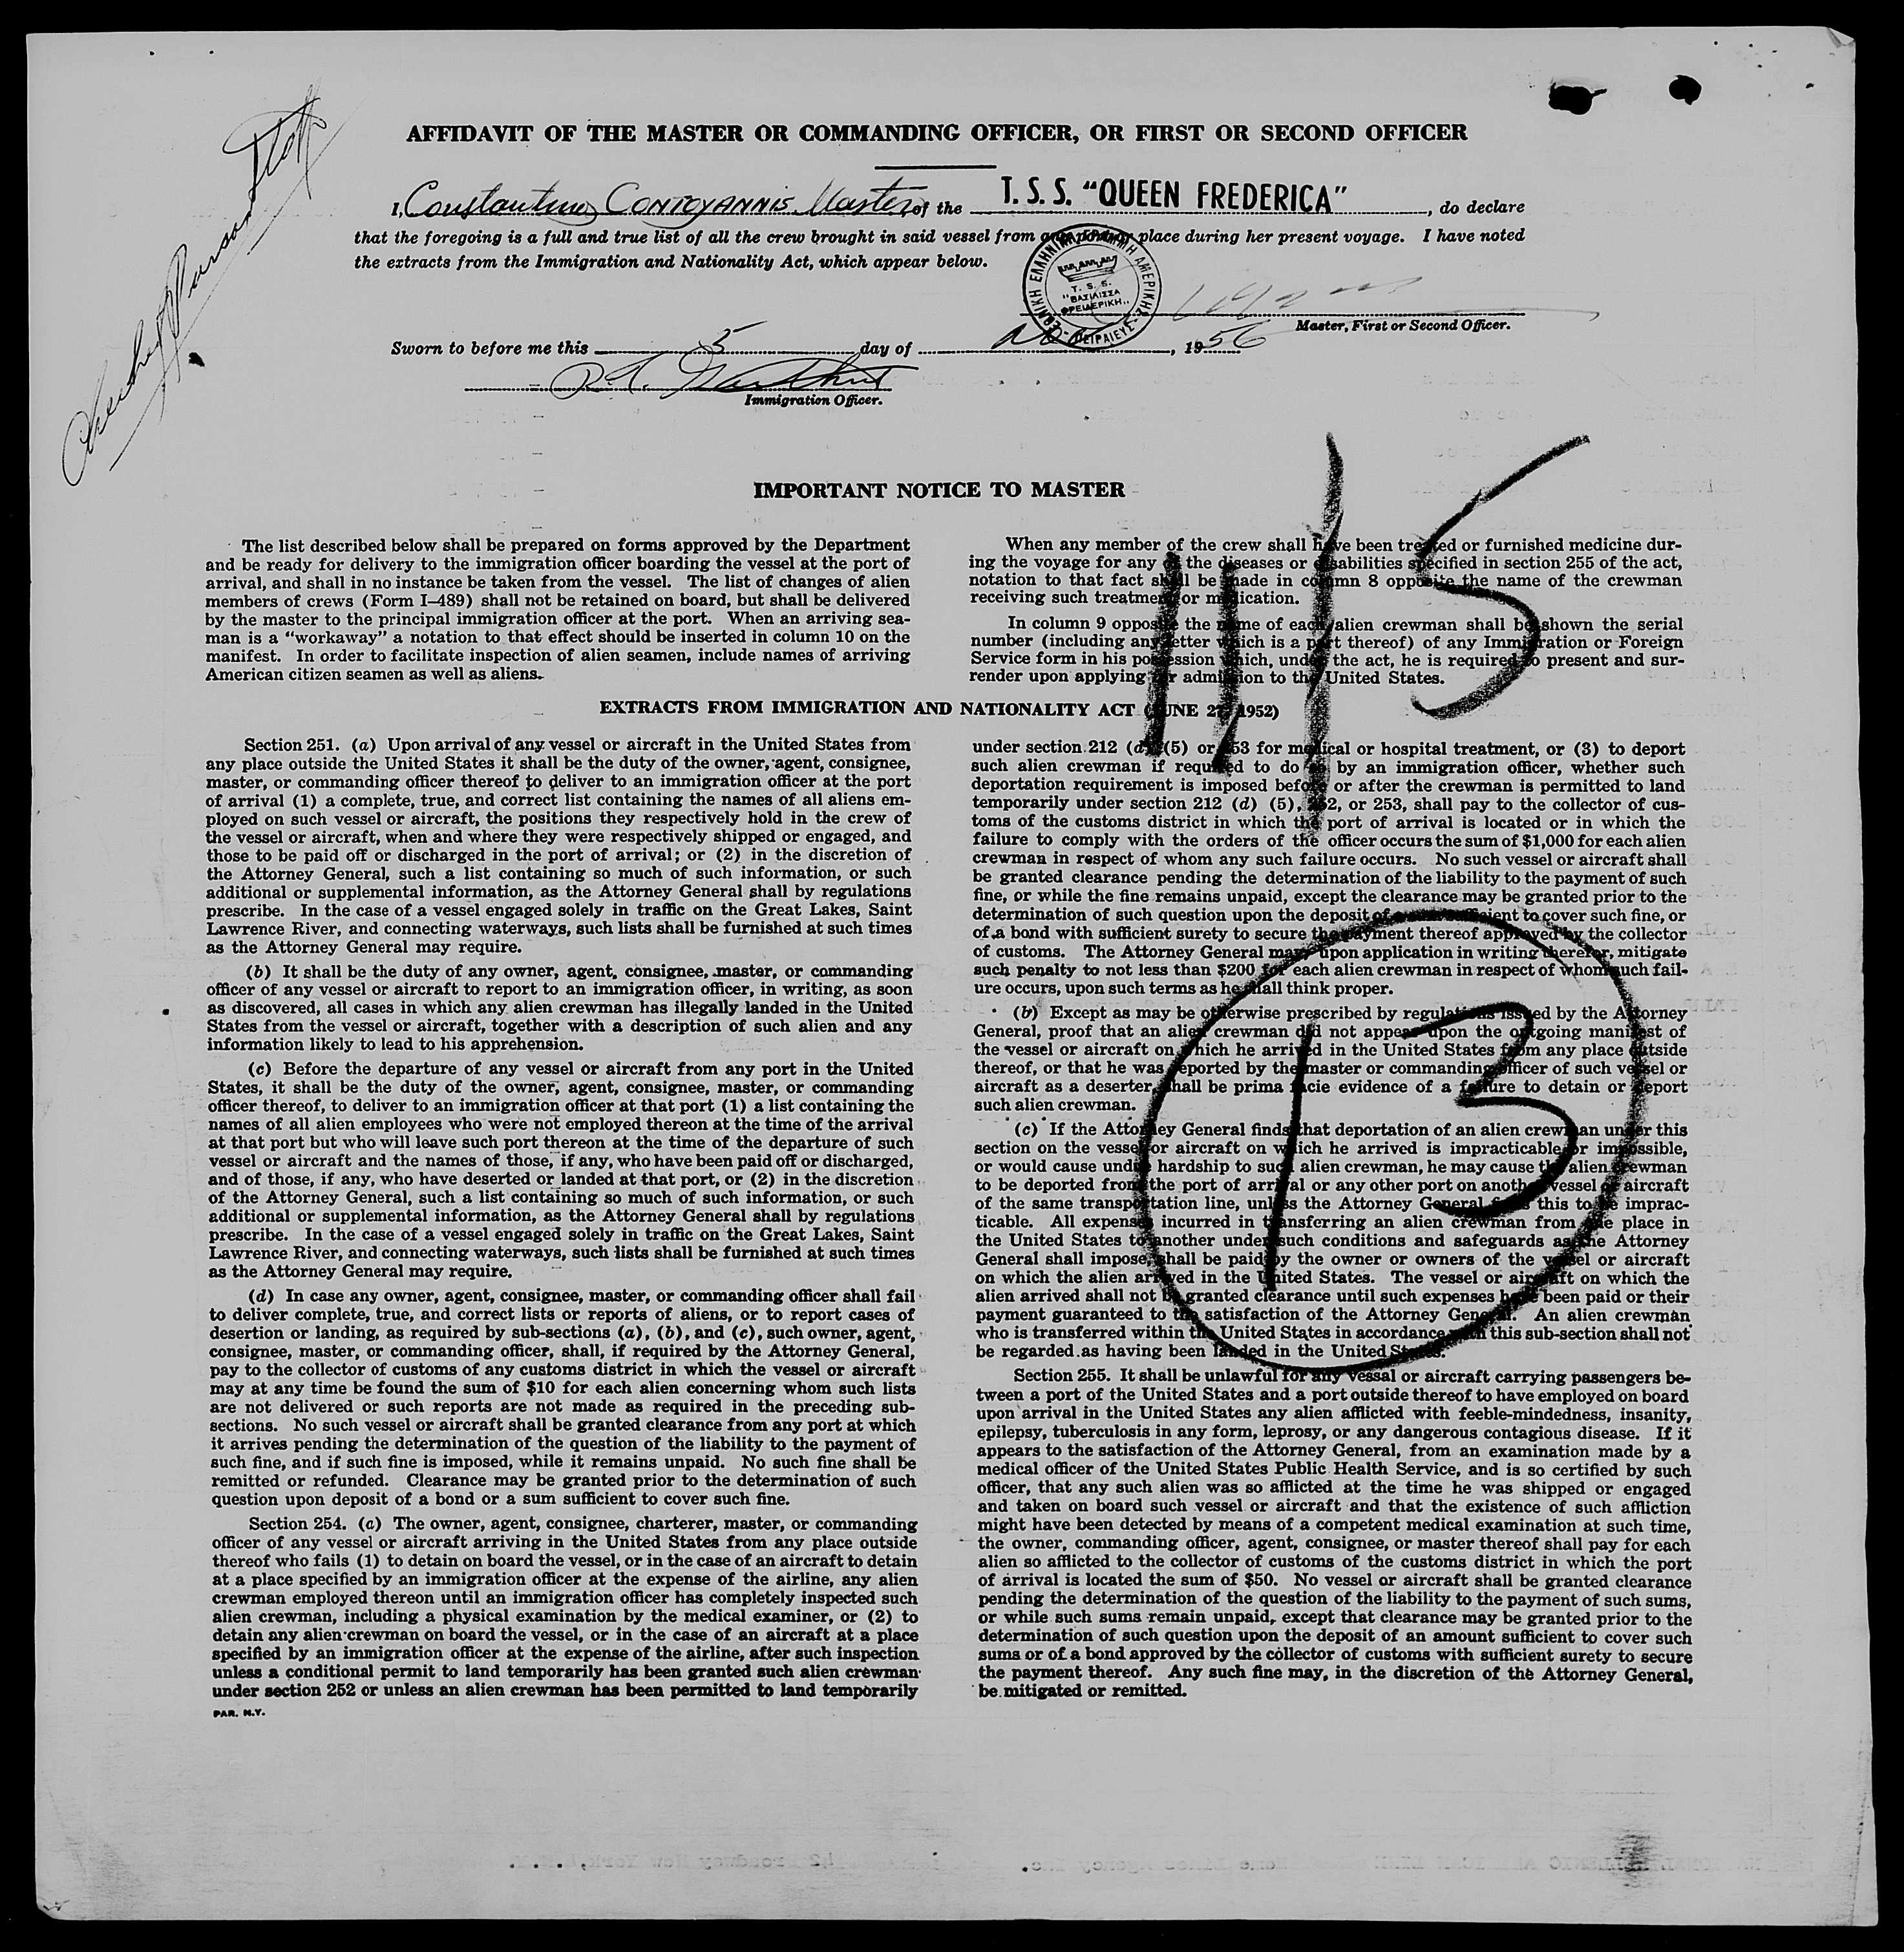 AFFIDAVIT OF THE MASTER OR COMMANDING OFFICER, OR FIRST OR SECOND OFFICER
I, Constantinos CONTOYANNIS Master, of the T. S. S. "QUEEN FREDERICA", do declare
that the foregoing is a full and true list of all the crew brought in said vessel from any port or place during her present voyage. I have noted
the extracts from the Immigration and Nationality Act, which appear below.
T. S. S.
"ΒΑΣΙΛΙΣΣΑ
ΦΡΕΙΔΕΡΙΚΗ"
Master, First or Second Officer.
Sworn to before me this 5 day of Nov, 1956
Immigration Officer.
IMPORTANT NOTICE TO MASTER
The list described below shall be prepared on forms approved by the Department
and be ready for delivery to the immigration officer boarding the vessel at the port of
arrival, and shall in no instance be taken from the vessel. The list of changes of alien
members of crews (Form I–489) shall not be retained on board, but shall be delivered
by the master to the principal immigration officer at the port. When an arriving sea-
man is a "workaway" a notation to that effect should be inserted in column 10 on the
manifest. In order to facilitate inspection of alien seamen, include names of arriving
American citizen seamen as well as aliens.
When any member of the crew shall have been treated or furnished medicine dur-
ing the voyage for any of the diseases or disabilities specified in section 255 of the act,
notation to that fact shall be made in column 8 opposite the name of the crewman
receiving such treatment or medication.
In column 9 opposite the name of each alien crewman shall be shown the serial
number (including any letter which is a part thereof) of any Immigration or Foreign
Service form in his possession which, under the act, he is required to present and sur-
render upon applying for admission to the United States.
11/5
EXTRACTS FROM IMMIGRATION AND NATIONALITY ACT (JUNE 27, 1952)
Section 251. (a) Upon arrival of any vessel or aircraft in the United States from
any place outside the United States it shall be the duty of the owner, agent, consignee,
master, or commanding officer thereof to deliver to an immigration officer at the port
of arrival (1) a complete, true, and correct list containing the names of all aliens em-
ployed on such vessel or aircraft, the positions they respectively hold in the crew of
the vessel or aircraft, when and where they were respectively shipped or engaged, and
those to be paid off or discharged in the port of arrival; or (2) in the discretion of
the Attorney General, such a list containing so much of such information, or such
additional or supplemental information, as the Attorney General shall by regulations
prescribe. In the case of a vessel engaged solely in traffic on the Great Lakes, Saint
Lawrence River, and connecting waterways, such lists shall be furnished at such times
as the Attorney General may require.
(b) It shall be the duty of any owner, agent, consignee, master, or commanding
officer of any vessel or aircraft to report to an immigration officer, in writing, as soon
as discovered, all cases in which any alien crewman has illegally landed in the United
States from the vessel or aircraft, together with a description of such alien and any
information likely to lead to his apprehension.
(c) Before the departure of any vessel or aircraft from any port in the United
States, it shall be the duty of the owner, agent, consignee, master, or commanding
officer thereof, to deliver to an immigration officer at that port (1) a list containing the
names of all alien employees who were not employed thereon at the time of the arrival
at that port but who will leave such port thereon at the time of the departure of such
vessel or aircraft and the names of those, if any, who have been paid off or discharged,
and of those, if any, who have deserted or landed at that port, or (2) in the discretion
of the Attorney General, such a list containing so much of such information, or such
additional or supplemental information, as the Attorney General shall by regulations
prescribe. In the case of a vessel engaged solely in traffic on the Great Lakes, Saint
Lawrence River, and connecting waterways, such lists shall be furnished at such times
as the Attorney General may require.
(d) In case any owner, agent, consignee, master, or commanding officer shall fail
to deliver complete, true, and correct lists or reports of aliens, or to report cases of
desertion or landing, as required by sub-sections (a), (b), and (c), such owner, agent,
consignee, master, or commanding officer, shall, if required by the Attorney General,
pay to the collector of customs of any customs district in which the vessel or aircraft
may at any time be found the sum of $10 for each alien concerning whom such lists
are not delivered or such reports are not made as required in the preceding sub-
sections. No such vessel or aircraft shall be granted clearance from any port at which
it arrives pending the determination of the question of the liability to the payment of
such fine, and if such fine is imposed, while it remains unpaid. No such fine shall be
remitted or refunded. Clearance may be granted prior to the determination of such
question upon deposit of a bond or a sum sufficient to cover such fine.
Section 254. (a) The owner, agent, consignee, charterer, master, or commanding
officer of any vessel or aircraft arriving in the United States from any place outside
thereof who fails (1) to detain on board the vessel, or in the case of an aircraft to detain
at a place specified by an immigration officer at the expense of the airline, any alien
crewman employed thereon until an immigration officer has completely inspected such
alien crewman, including a physical examination by the medical examiner, or (2) to
detain any alien crewman on board the vessel, or in the case of an aircraft at a place
specified by an immigration officer at the expense of the airline, after such inspection
unless a conditional permit to land temporarily has been granted such alien crewman
under section 252 or unless an alien crewman has been permitted to land temporarily
PAR. N.Y.
under section 212 (d) (5) or 253 for medical or hospital treatment, or (3) to deport
such alien crewman if required to do so by an immigration officer, whether such
deportation requirement is imposed before or after the crewman is permitted to land
temporarily under section 212 (d) (5), 252, or 253, shall pay to the collector of cus-
toms of the customs district in which the port of arrival is located or in which the
failure to comply with the orders of the officer occurs the sum of $1,000 for each alien
crewman in respect of whom any such failure occurs. No such vessel or aircraft shall
be granted clearance pending the determination of the liability to the payment of such
fine, or while the fine remains unpaid, except the clearance may be granted prior to the
determination of such question upon the deposit of a sum sufficient to cover such fine, or
of a bond with sufficient surety to secure the payment thereof approved by the collector
of customs. The Attorney General may, upon application in writing therefor, mitigate
such penalty to not less than $200 for each alien crewman in respect of whom such fail-
ure occurs, upon such terms as he shall think proper.
(b) Except as may be otherwise prescribed by regulations issued by the Attorney
General, proof that an alien crewman did not appear upon the outgoing manifest of
the vessel or aircraft on which he arrived in the United States from any place outside
thereof, or that he was reported by the master or commanding officer of such vessel or
aircraft as a deserter, shall be prima facie evidence of a failure to detain or deport
such alien crewman.
(c) If the Attorney General finds that deportation of an alien crewman under this
section on the vessel or aircraft on which he arrived is impracticable or impossible,
or would cause undue hardship to such alien crewman, he may cause the alien crewman
to be deported from the port of arrival or any other port on another vessel or aircraft
of the same transportation line, unless the Attorney General finds this to be imprac-
ticable. All expenses incurred in transferring an alien crewman from one place in
the United States to another under such conditions and safeguards as the Attorney
General shall impose, shall be paid by the owner or owners of the vessel or aircraft
on which the alien arrived in the United States. The vessel or aircraft on which the
alien arrived shall not be granted clearance until such expenses have been paid or their
payment guaranteed to the satisfaction of the Attorney General. An alien crewman
who is transferred within the United States in accordance with this sub-section shall not
be regarded as having been landed in the United States.
13
Section 255. It shall be unlawful for any vessal or aircraft carrying passengers be-
tween a port of the United States and a port outside thereof to have employed on board
upon arrival in the United States any alien afflicted with feeble-mindedness, insanity,
epilepsy, tuberculosis in any form, leprosy, or any dangerous contagious disease. If it
appears to the satisfaction of the Attorney General, from an examination made by a
medical officer of the United States Public Health Service, and is so certified by such
officer, that any such alien was so afflicted at the time he was shipped or engaged
and taken on board such vessel or aircraft and that the existence of such affliction
might have been detected by means of a competent medical examination at such time,
the owner, commanding officer, agent, consignee, or master thereof shall pay for each
alien so afflicted to the collector of customs of the customs district in which the port
of arrival is located the sum of $50. No vessel or aircraft shall be granted clearance
pending the determination of the question of the liability to the payment of such sums,
or while such sums remain unpaid, except that clearance may be granted prior to the
determination of such question upon the deposit of an amount sufficient to cover such
sums or of a bond approved by the collector of customs with sufficient surety to secure
the payment thereof. Any such fine may, in the discretion of the Attorney General,
be mitigated or remitted.